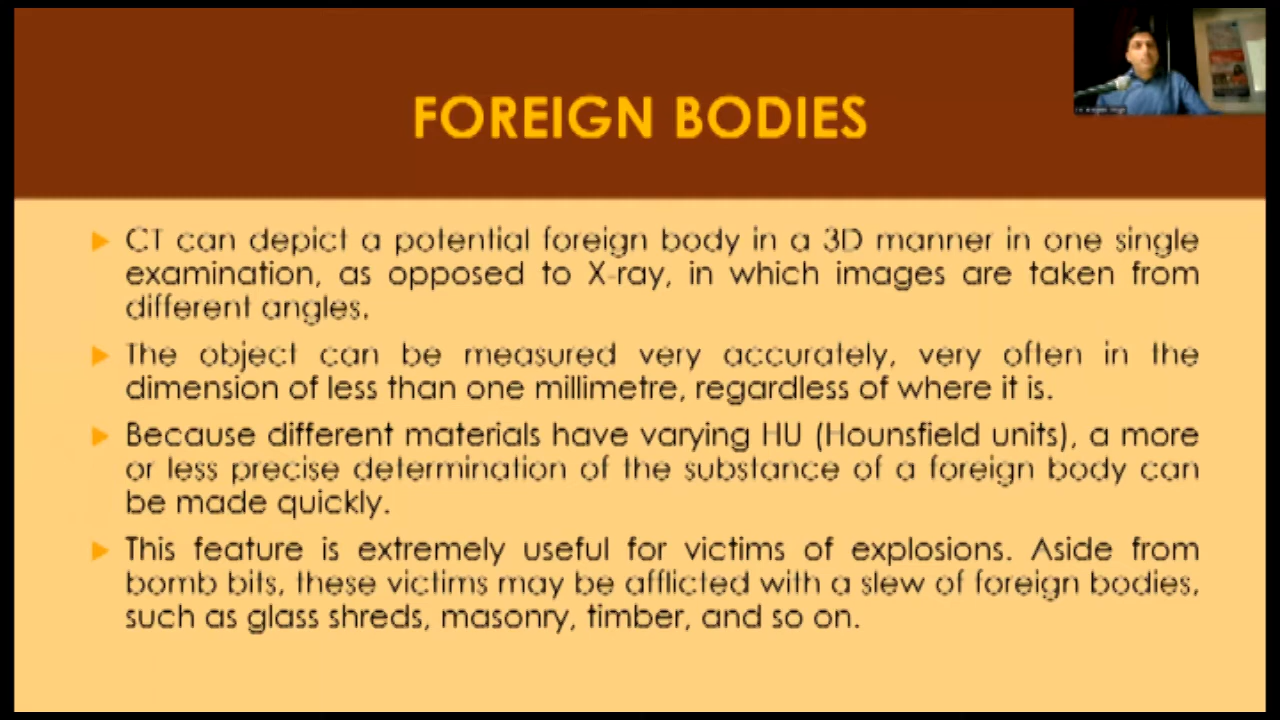 FOREIGN BODIES
CT can depict a potential foreign body in a 3D manner in one single
examination, as opposed to X-ray, in which images are taken from
different angles.
The object can be measured very accurately, very often in the
dimension of less than one millimetre, regardless of where it is.
Because different materials have varying HU (Hounsfield units), a more
or less precise determination of the substance of a foreign body can
be made quickly.
This feature is extremely useful for victims of explosions. Aside from
bomb bits, these victims may be afflicted with a slew of foreign bodies,
such as glass shreds, masonry, timber, and so on.